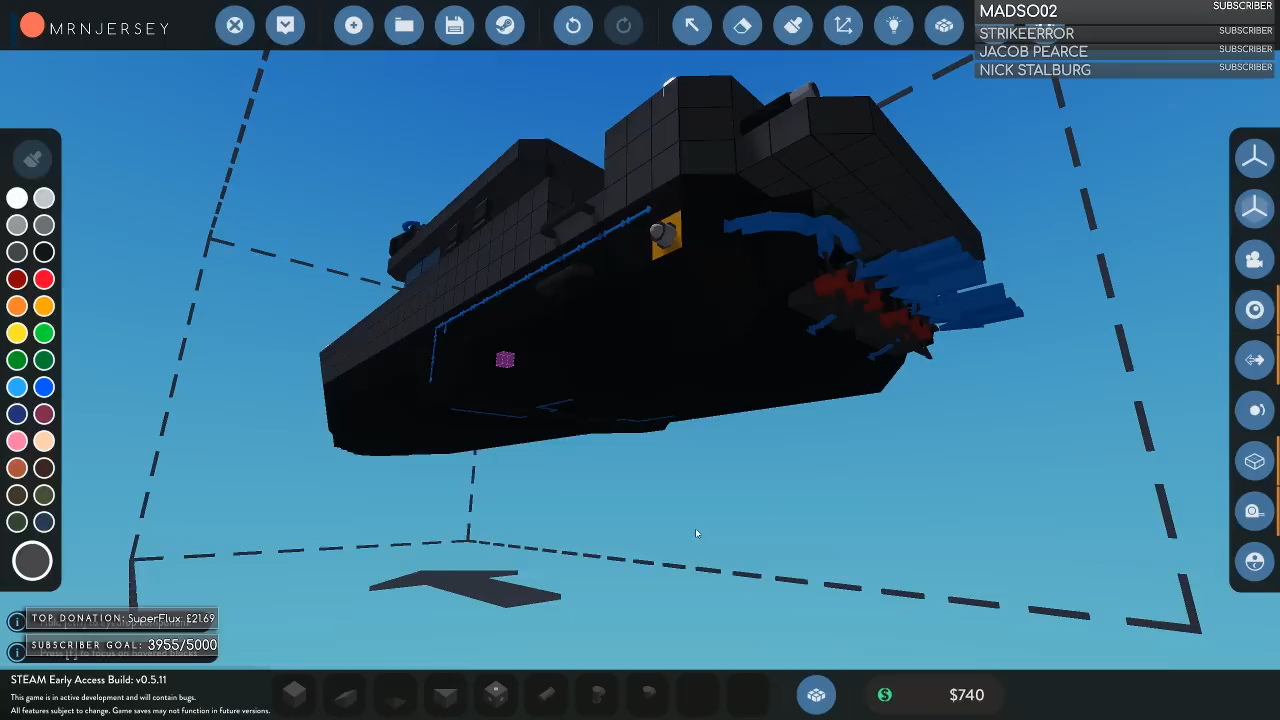 MRNJERSEY
MADSO02 SUBSCRIBER
STRIKEERROR SUBSCRIBER
JACOB PEARCE SUBSCRIBER
NICK STALBURG SUBSCRIBER
TOP DONATION: SuperFlux: £21.69
SUBSCRIBER GOAL: 3955/5000
STEAM Early Access Build: v0.5.11
This game is in active development and will contain bugs.
All features subject to change. Game saves may not function in future versions.
$ $740